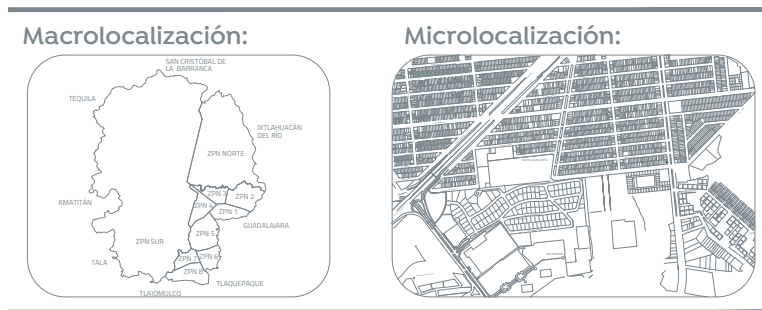 Macrolocalización:
Microlocalización:
SAN CRISTÓBAL DE
LA BARRANCA
TEQUILA
IXTLAHUACÁN
DEL RÍO
ZPN NORTE
ZPN 3
ZPN 2
AMATITÁN
ZPN 4
ZPN 1
GUADALAJARA
ZPN 5
ZPN SUR
TALA
ZPN 7
ZPN 6
ZPN 8
TLAQUEPAQUE
TLAJOMULCO